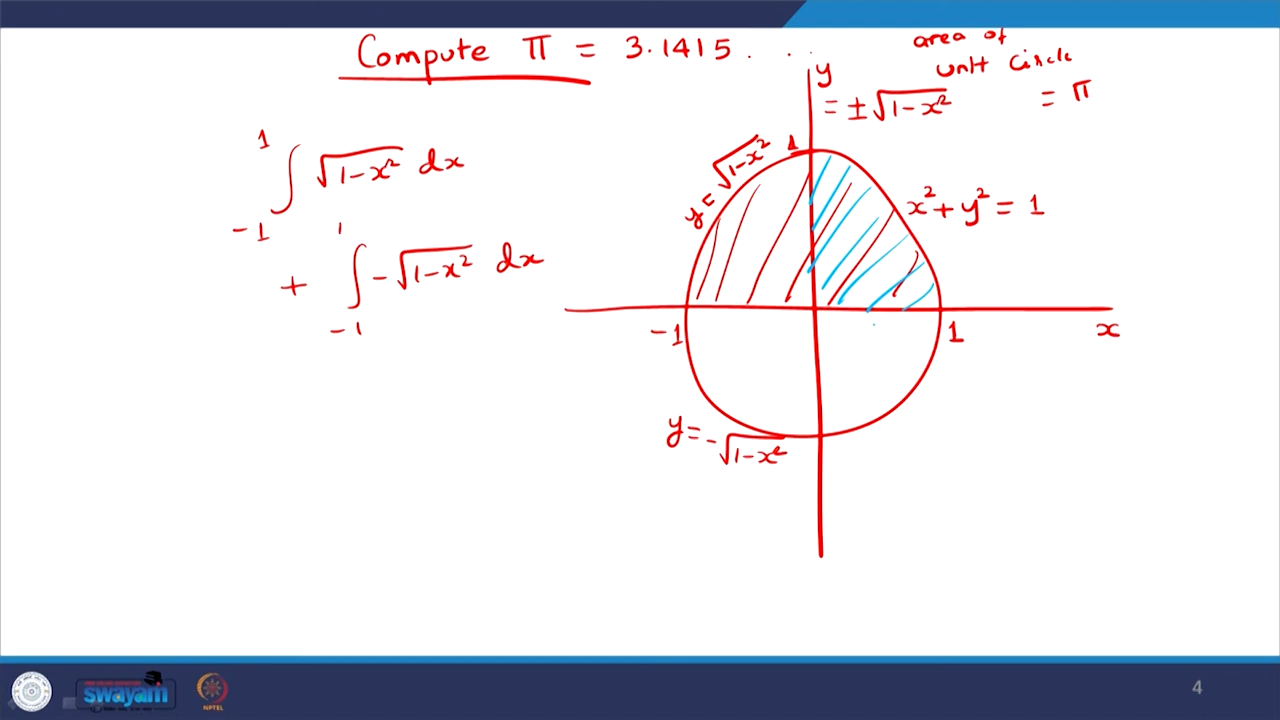 Compute π = 3.1415 . . .
area of
unit circle
= π
y
= ±√1-x²
1
∫ √1-x² dx
-1
1
+ ∫ -√1-x² dx
-1
y = √1-x²
1
x² + y² = 1
-1
1
x
y = -√1-x²
swayam
NPTEL
4